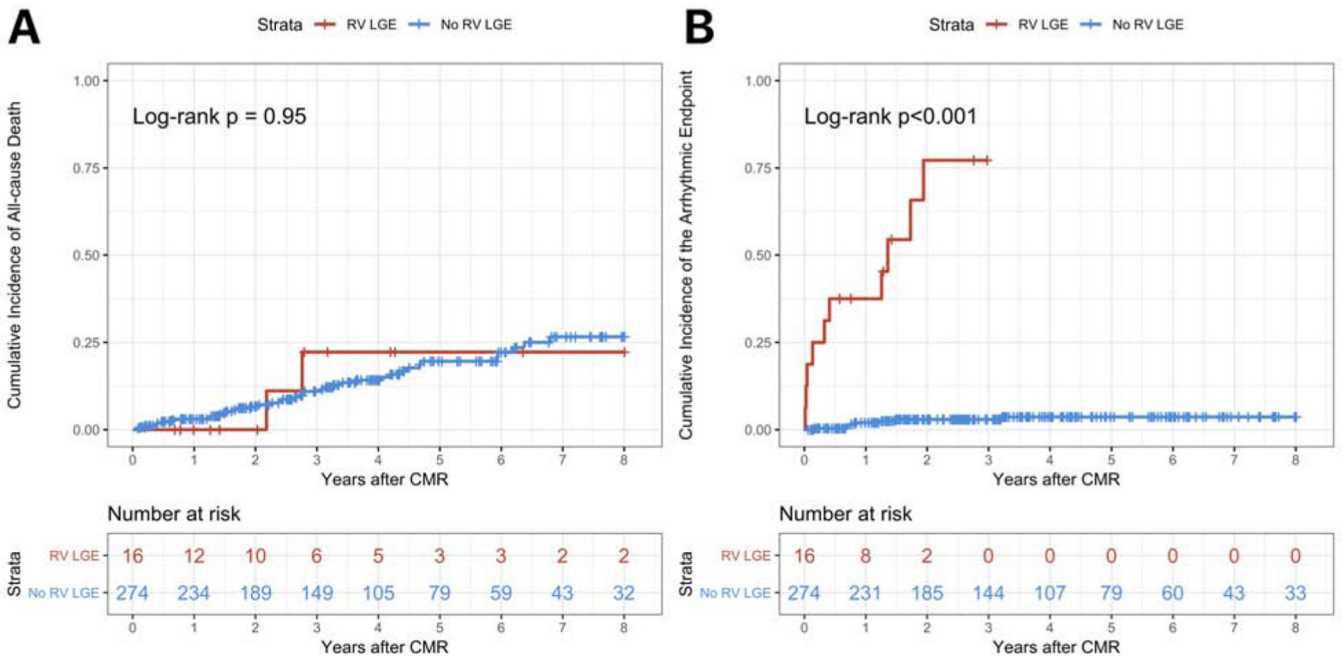 A
Strata RV LGE No RV LGE
Cumulative Incidence of All-cause Death
1.00
0.75
0.50
0.25
0.00
Log-rank p = 0.95
0 1 2 3 4 5 6 7 8
Years after CMR
Number at risk
Strata
RV LGE 16 12 10 6 5 3 3 2 2
No RV LGE 274 234 189 149 105 79 59 43 32
0 1 2 3 4 5 6 7 8
Years after CMR
B
Strata RV LGE No RV LGE
Cumulative Incidence of the Arrhythmic Endpoint
1.00
0.75
0.50
0.25
0.00
Log-rank p<0.001
0 1 2 3 4 5 6 7 8
Years after CMR
Number at risk
Strata
RV LGE 16 8 2 0 0 0 0 0 0
No RV LGE 274 231 185 144 107 79 60 43 33
0 1 2 3 4 5 6 7 8
Years after CMR